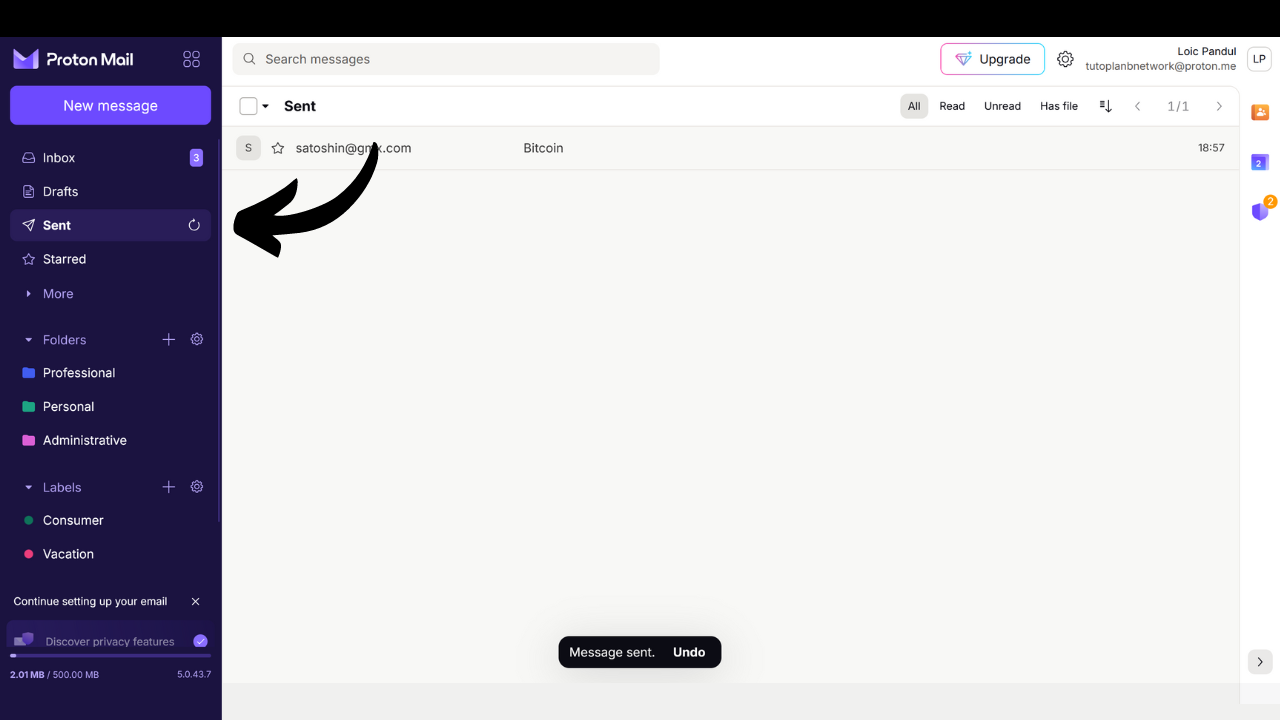 Proton Mail
Search messages
Upgrade
Loic Pandul
tutoplanbnetwork@proton.me
LP
New message
Sent
All
Read
Unread
Has file
1/1
S
satoshin@gmx.com
Bitcoin
18:57
Inbox
3
Drafts
Sent
Starred
More
Folders
Professional
Personal
Administrative
Labels
Consumer
Vacation
Continue setting up your email
Discover privacy features
2.01 MB / 500.00 MB
5.0.43.7
Message sent.
Undo
2
2